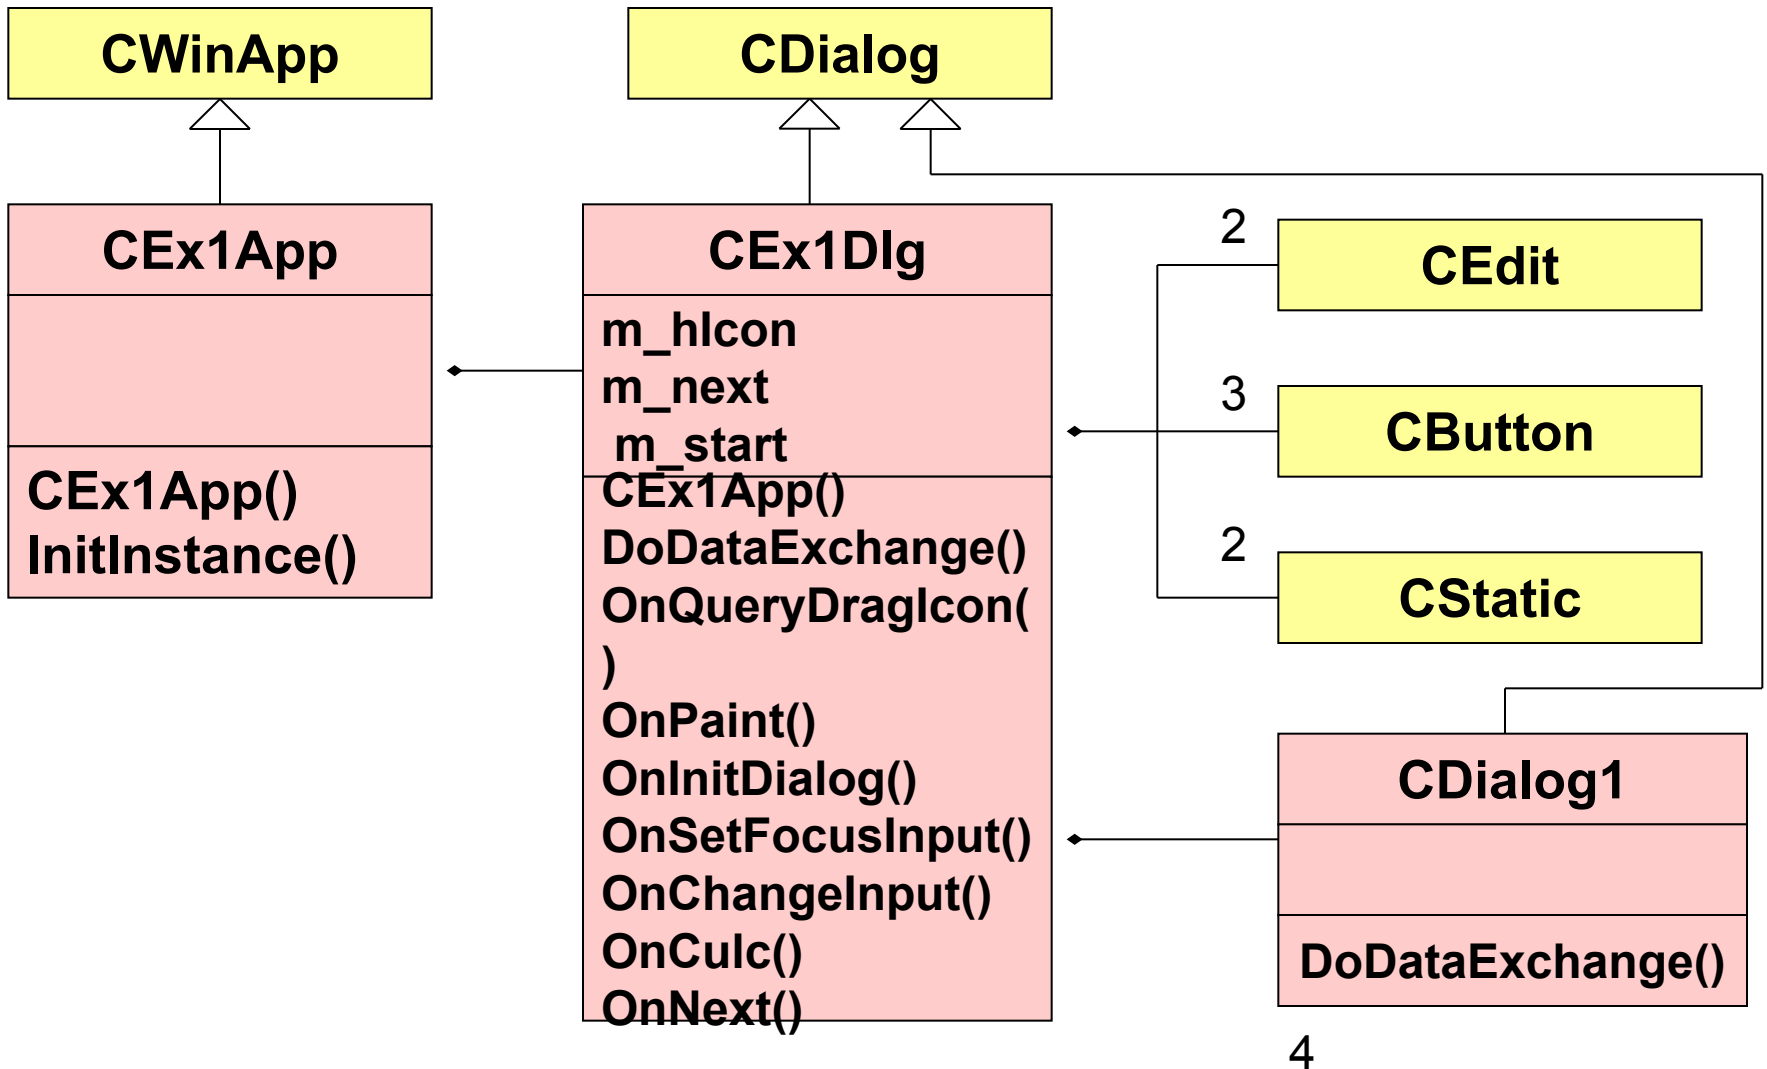 CWinApp
CDialog
CEx1App
CEx1App()
InitInstance()
CEx1Dlg
m_hIcon
m_next
m_start
CEx1App()
DoDataExchange()
OnQueryDragIcon(
)
OnPaint()
OnInitDialog()
OnSetFocusInput()
OnChangeInput()
OnCulc()
OnNext()
2
CEdit
3
CButton
2
CStatic
CDialog1
DoDataExchange()
4